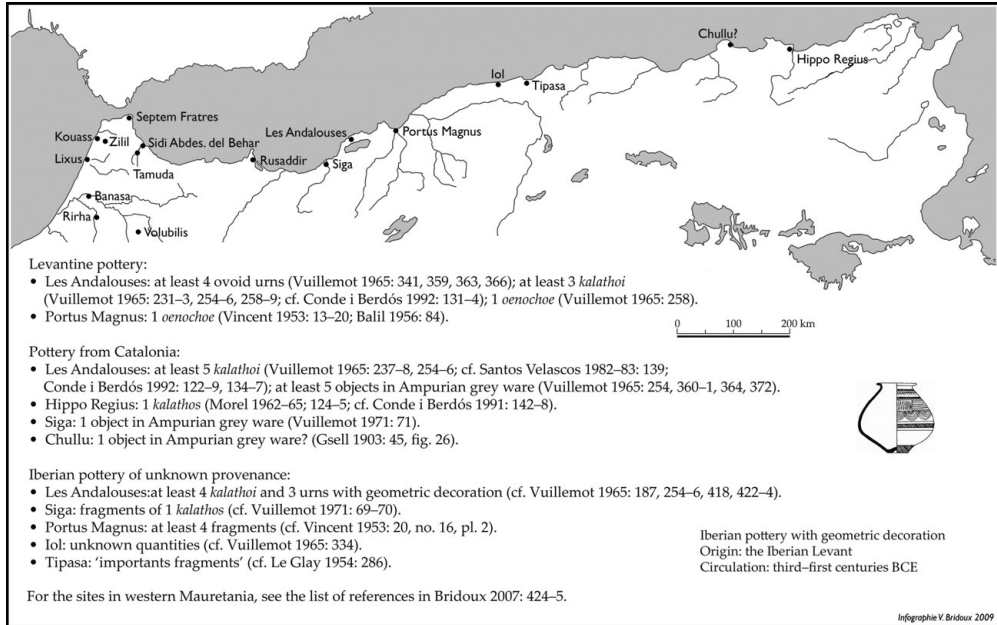 Chullu?
Hippo Regius
Iol
Tipasa
Septem Fratres
Kouass
Zilil
Sidi Abdes. del Behar
Les Andalouses
Portus Magnus
Lixus
Tamuda
Rusaddir
Siga
Banasa
Rirha
Volubilis
Levantine pottery:
• Les Andalouses: at least 4 ovoid urns (Vuillemot 1965: 341, 359, 363, 366); at least 3 kalathoi
(Vuillemot 1965: 231–3, 254–6, 258–9; cf. Conde i Berdós 1992: 131–4); 1 oenochoe (Vuillemot 1965: 258).
• Portus Magnus: 1 oenochoe (Vincent 1953: 13–20; Balil 1956: 84).
0 100 200 km
Pottery from Catalonia:
• Les Andalouses: at least 5 kalathoi (Vuillemot 1965: 237–8, 254–6; cf. Santos Velascos 1982–83: 139;
Conde i Berdós 1992: 122–9, 134–7); at least 5 objects in Ampurian grey ware (Vuillemot 1965: 254, 360–1, 364, 372).
• Hippo Regius: 1 kalathos (Morel 1962–65; 124–5; cf. Conde i Berdós 1991: 142–8).
• Siga: 1 object in Ampurian grey ware (Vuillemot 1971: 71).
• Chullu: 1 object in Ampurian grey ware? (Gsell 1903: 45, fig. 26).
Iberian pottery of unknown provenance:
• Les Andalouses:at least 4 kalathoi and 3 urns with geometric decoration (cf. Vuillemot 1965: 187, 254–6, 418, 422–4).
• Siga: fragments of 1 kalathos (cf. Vuillemot 1971: 69–70).
• Portus Magnus: at least 4 fragments (cf. Vincent 1953: 20, no. 16, pl. 2).
• Iol: unknown quantities (cf. Vuillemot 1965: 334).
• Tipasa: ‘importants fragments’ (cf. Le Glay 1954: 286).
Iberian pottery with geometric decoration
Origin: the Iberian Levant
Circulation: third–first centuries BCE
For the sites in western Mauretania, see the list of references in Bridoux 2007: 424–5.
Infographie V. Bridoux 2009